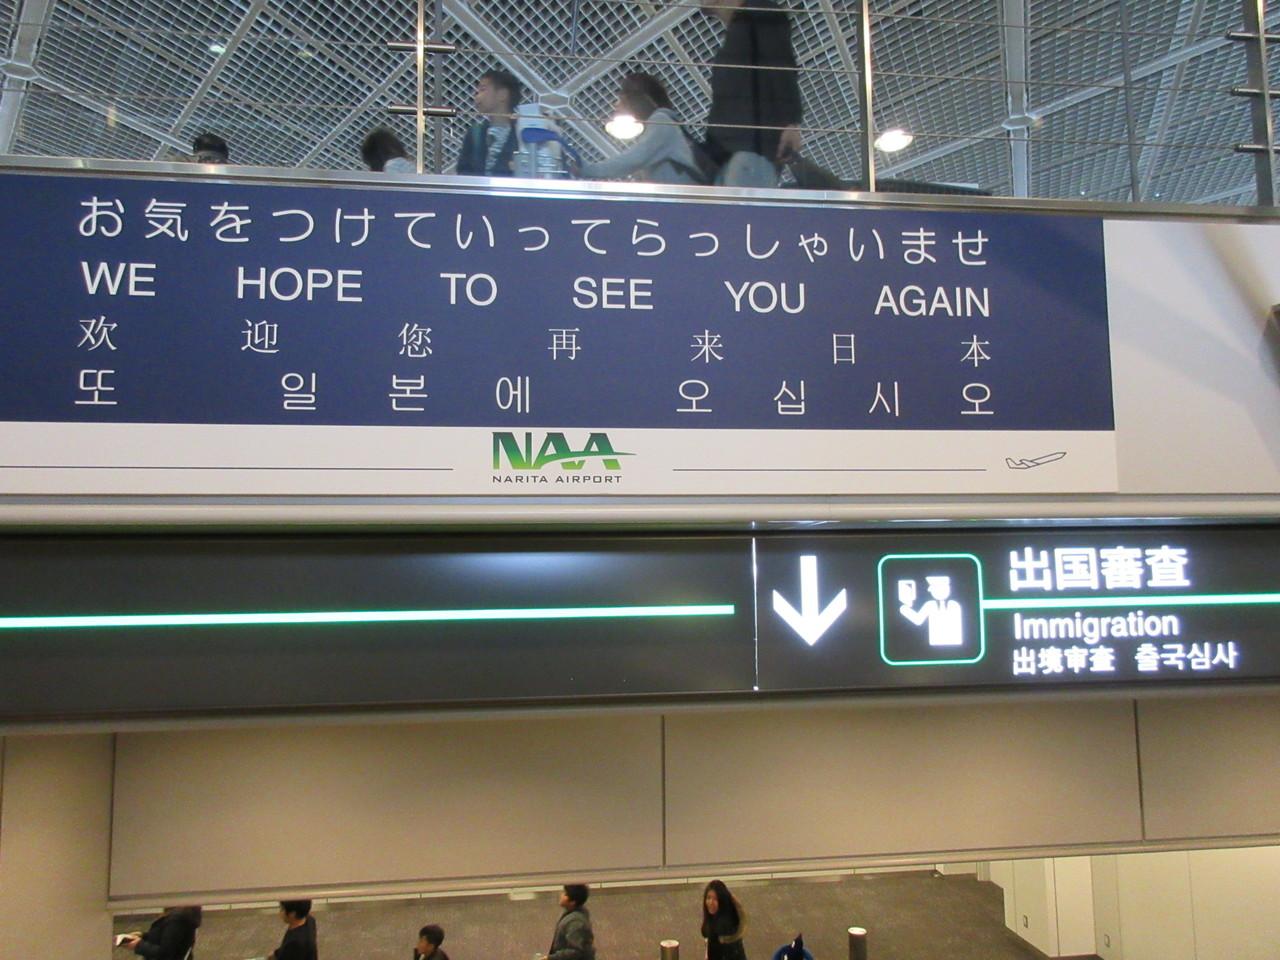 お気をつけていってらっしゃいませ
WE HOPE TO SEE YOU AGAIN
欢迎您再来日本
또 일본에 오십시오
NAA
NARITA AIRPORT
出国審査
Immigration
出境审查 출국심사